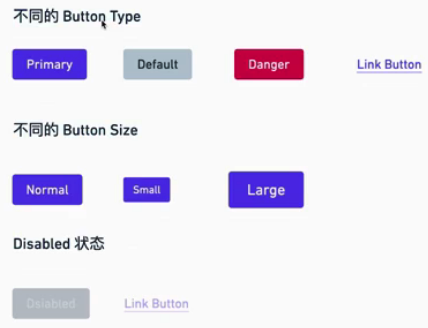 不同的 Button Type
Primary Default Danger Link Button
不同的 Button Size
Normal Small Large
Disabled 状态
Dsiabled Link Button